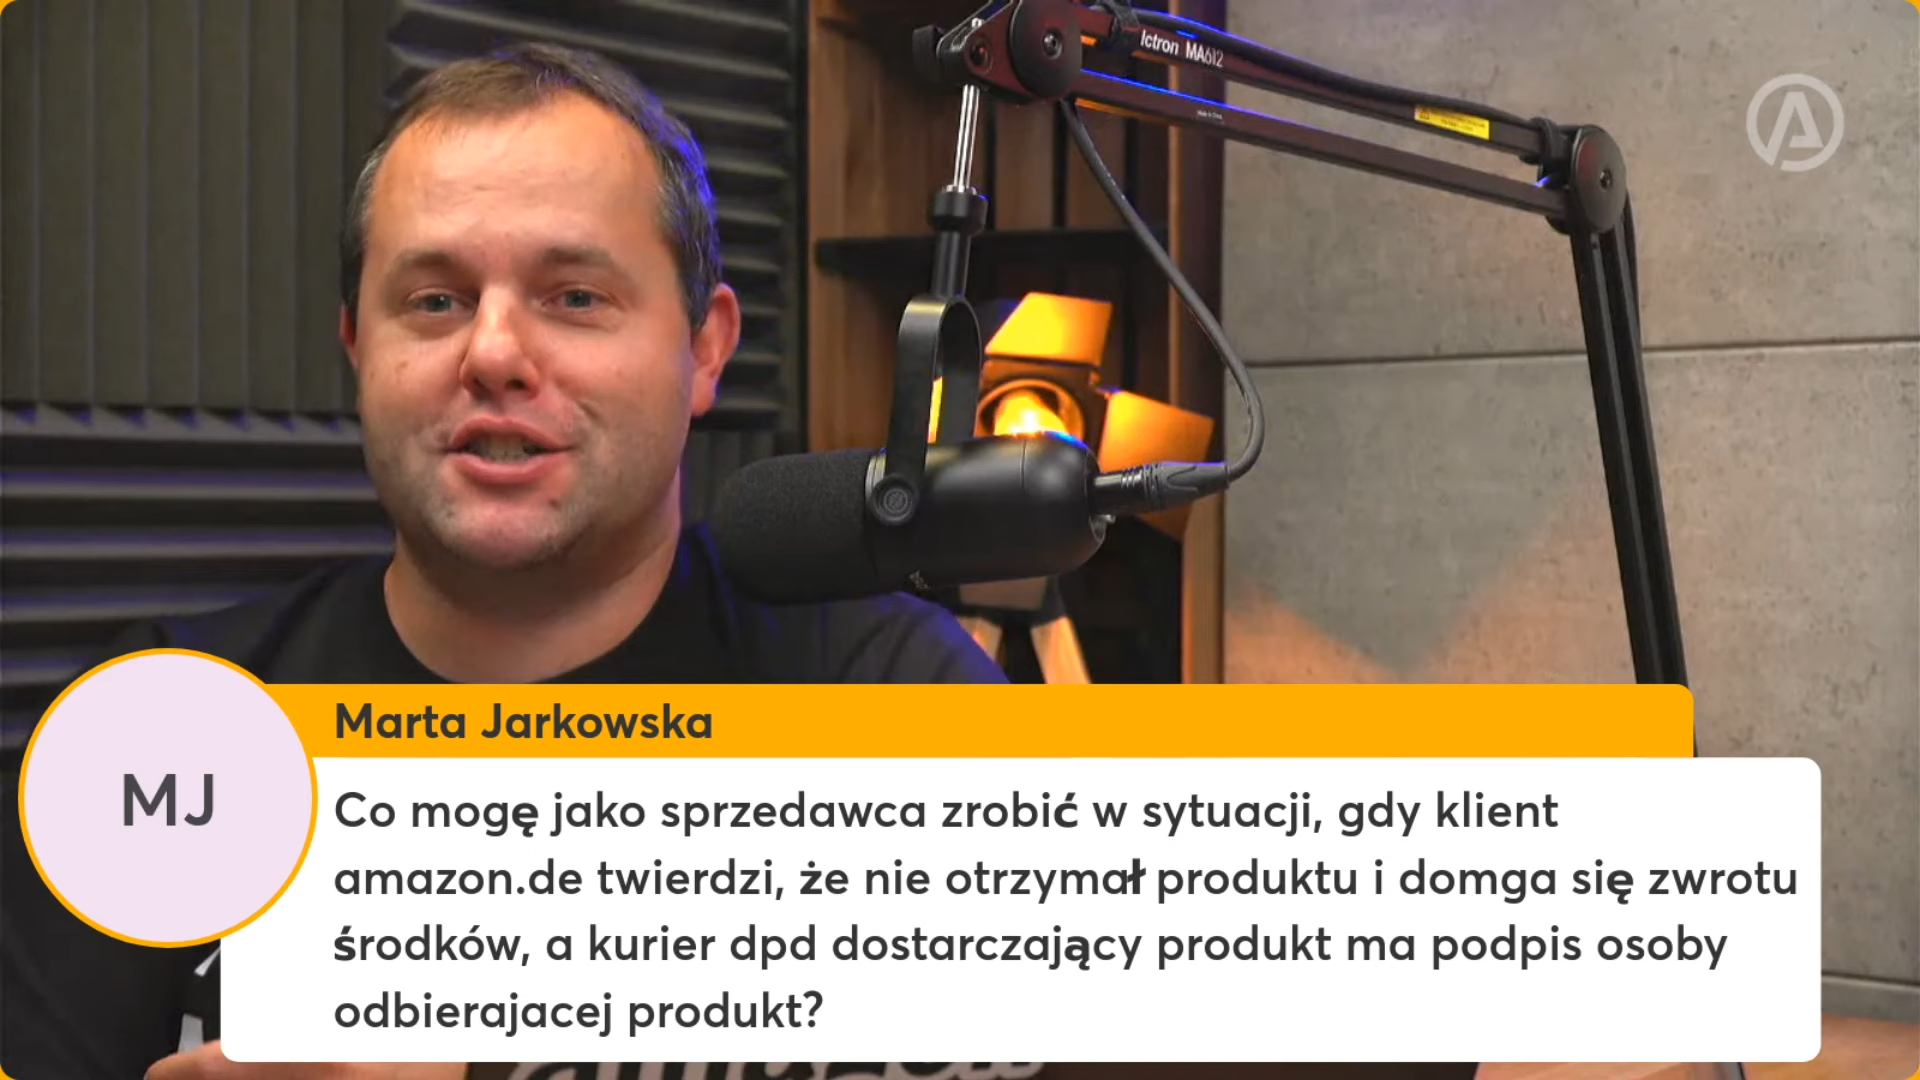 Ictron MA612
Marta Jarkowska
MJ
Co mogę jako sprzedawca zrobić w sytuacji, gdy klient
amazon.de twierdzi, że nie otrzymał produktu i domga się zwrotu
środków, a kurier dpd dostarczający produkt ma podpis osoby
odbierajacej produkt?